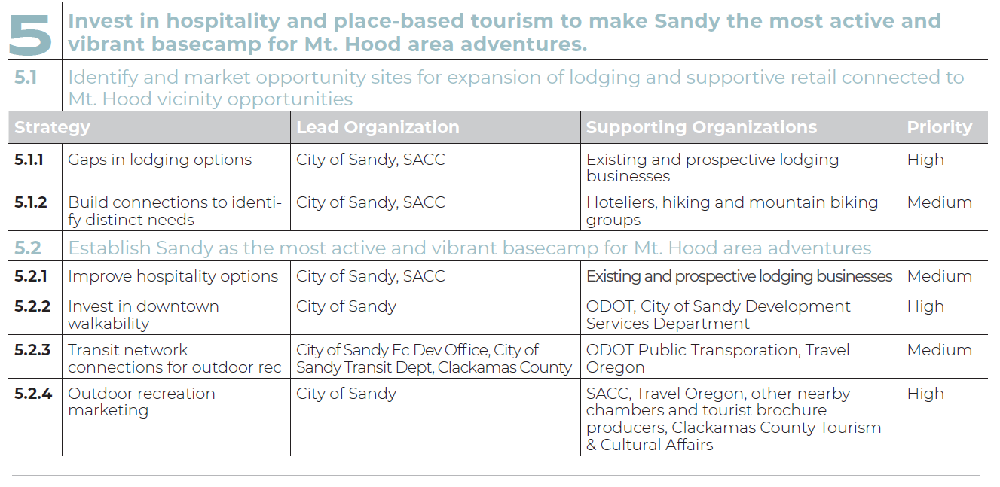 5
Invest in hospitality and place-based tourism to make Sandy the most active and
vibrant basecamp for Mt. Hood area adventures.
5.1
Identify and market opportunity sites for expansion of lodging and supportive retail connected to
Mt. Hood vicinity opportunities
Strategy
Lead Organization
Supporting Organizations
Priority
5.1.1
Gaps in lodging options
City of Sandy, SACC
Existing and prospective lodging
businesses
High
5.1.2
Build connections to identi-
fy distinct needs
City of Sandy, SACC
Hoteliers, hiking and mountain biking
groups
Medium
5.2
Establish Sandy as the most active and vibrant basecamp for Mt. Hood area adventures
5.2.1
Improve hospitality options
City of Sandy, SACC
Existing and prospective lodging businesses
Medium
5.2.2
Invest in downtown
walkability
City of Sandy
ODOT, City of Sandy Development
Services Department
High
5.2.3
Transit network
connections for outdoor rec
City of Sandy Ec Dev Office, City of
Sandy Transit Dept, Clackamas County
ODOT Public Transporation, Travel
Oregon
Medium
5.2.4
Outdoor recreation
marketing
City of Sandy
SACC, Travel Oregon, other nearby
chambers and tourist brochure
producers, Clackamas County Tourism
& Cultural Affairs
High